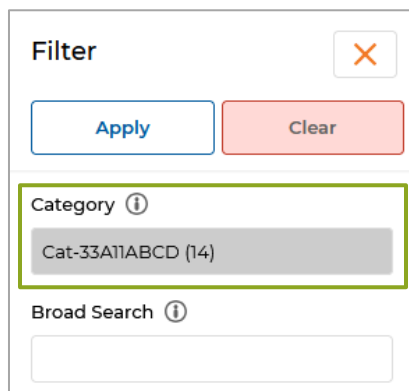 Filter
Apply Clear
Category
Cat-33A11ABCD (14)
Broad Search